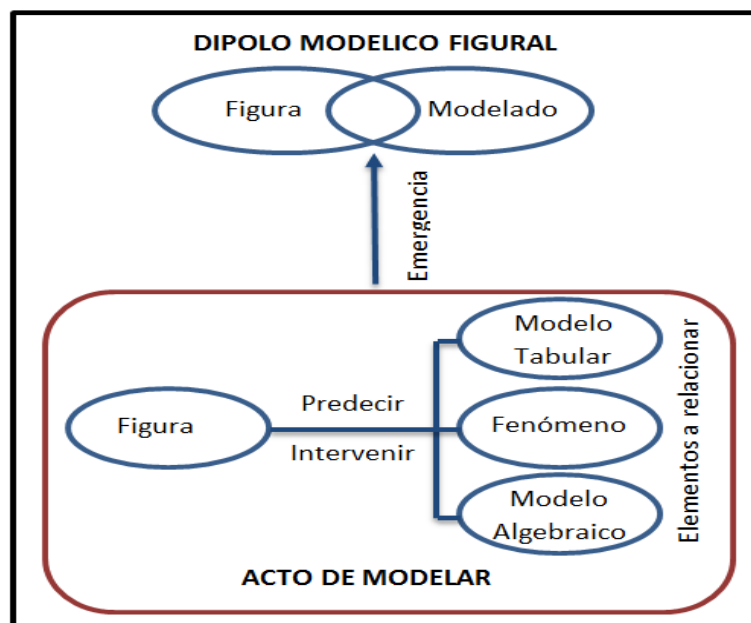 DIPOLO MODELICO FIGURAL
Figura
Modelado
Emergencia
Modelo
Tabular
Figura
Predecir
Intervenir
Fenómeno
Modelo
Algebraico
Elementos a relacionar
ACTO DE MODELAR